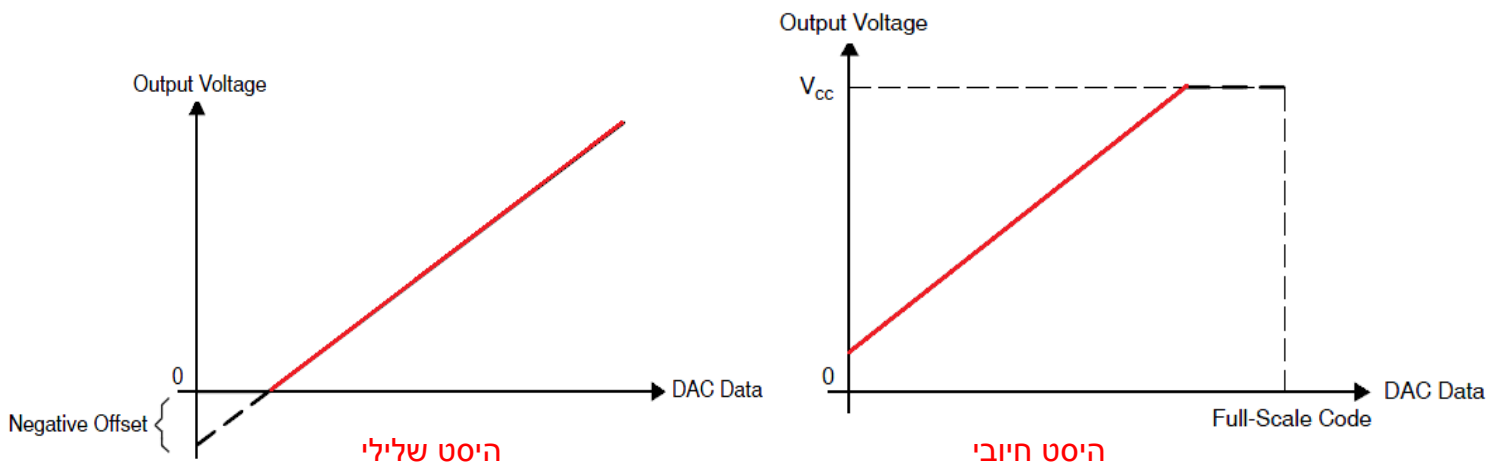 Output Voltage
0
DAC Data
Negative Offset
היסט שלילי
Output Voltage
Vcc
0
DAC Data
Full-Scale Code
היסט חיובי